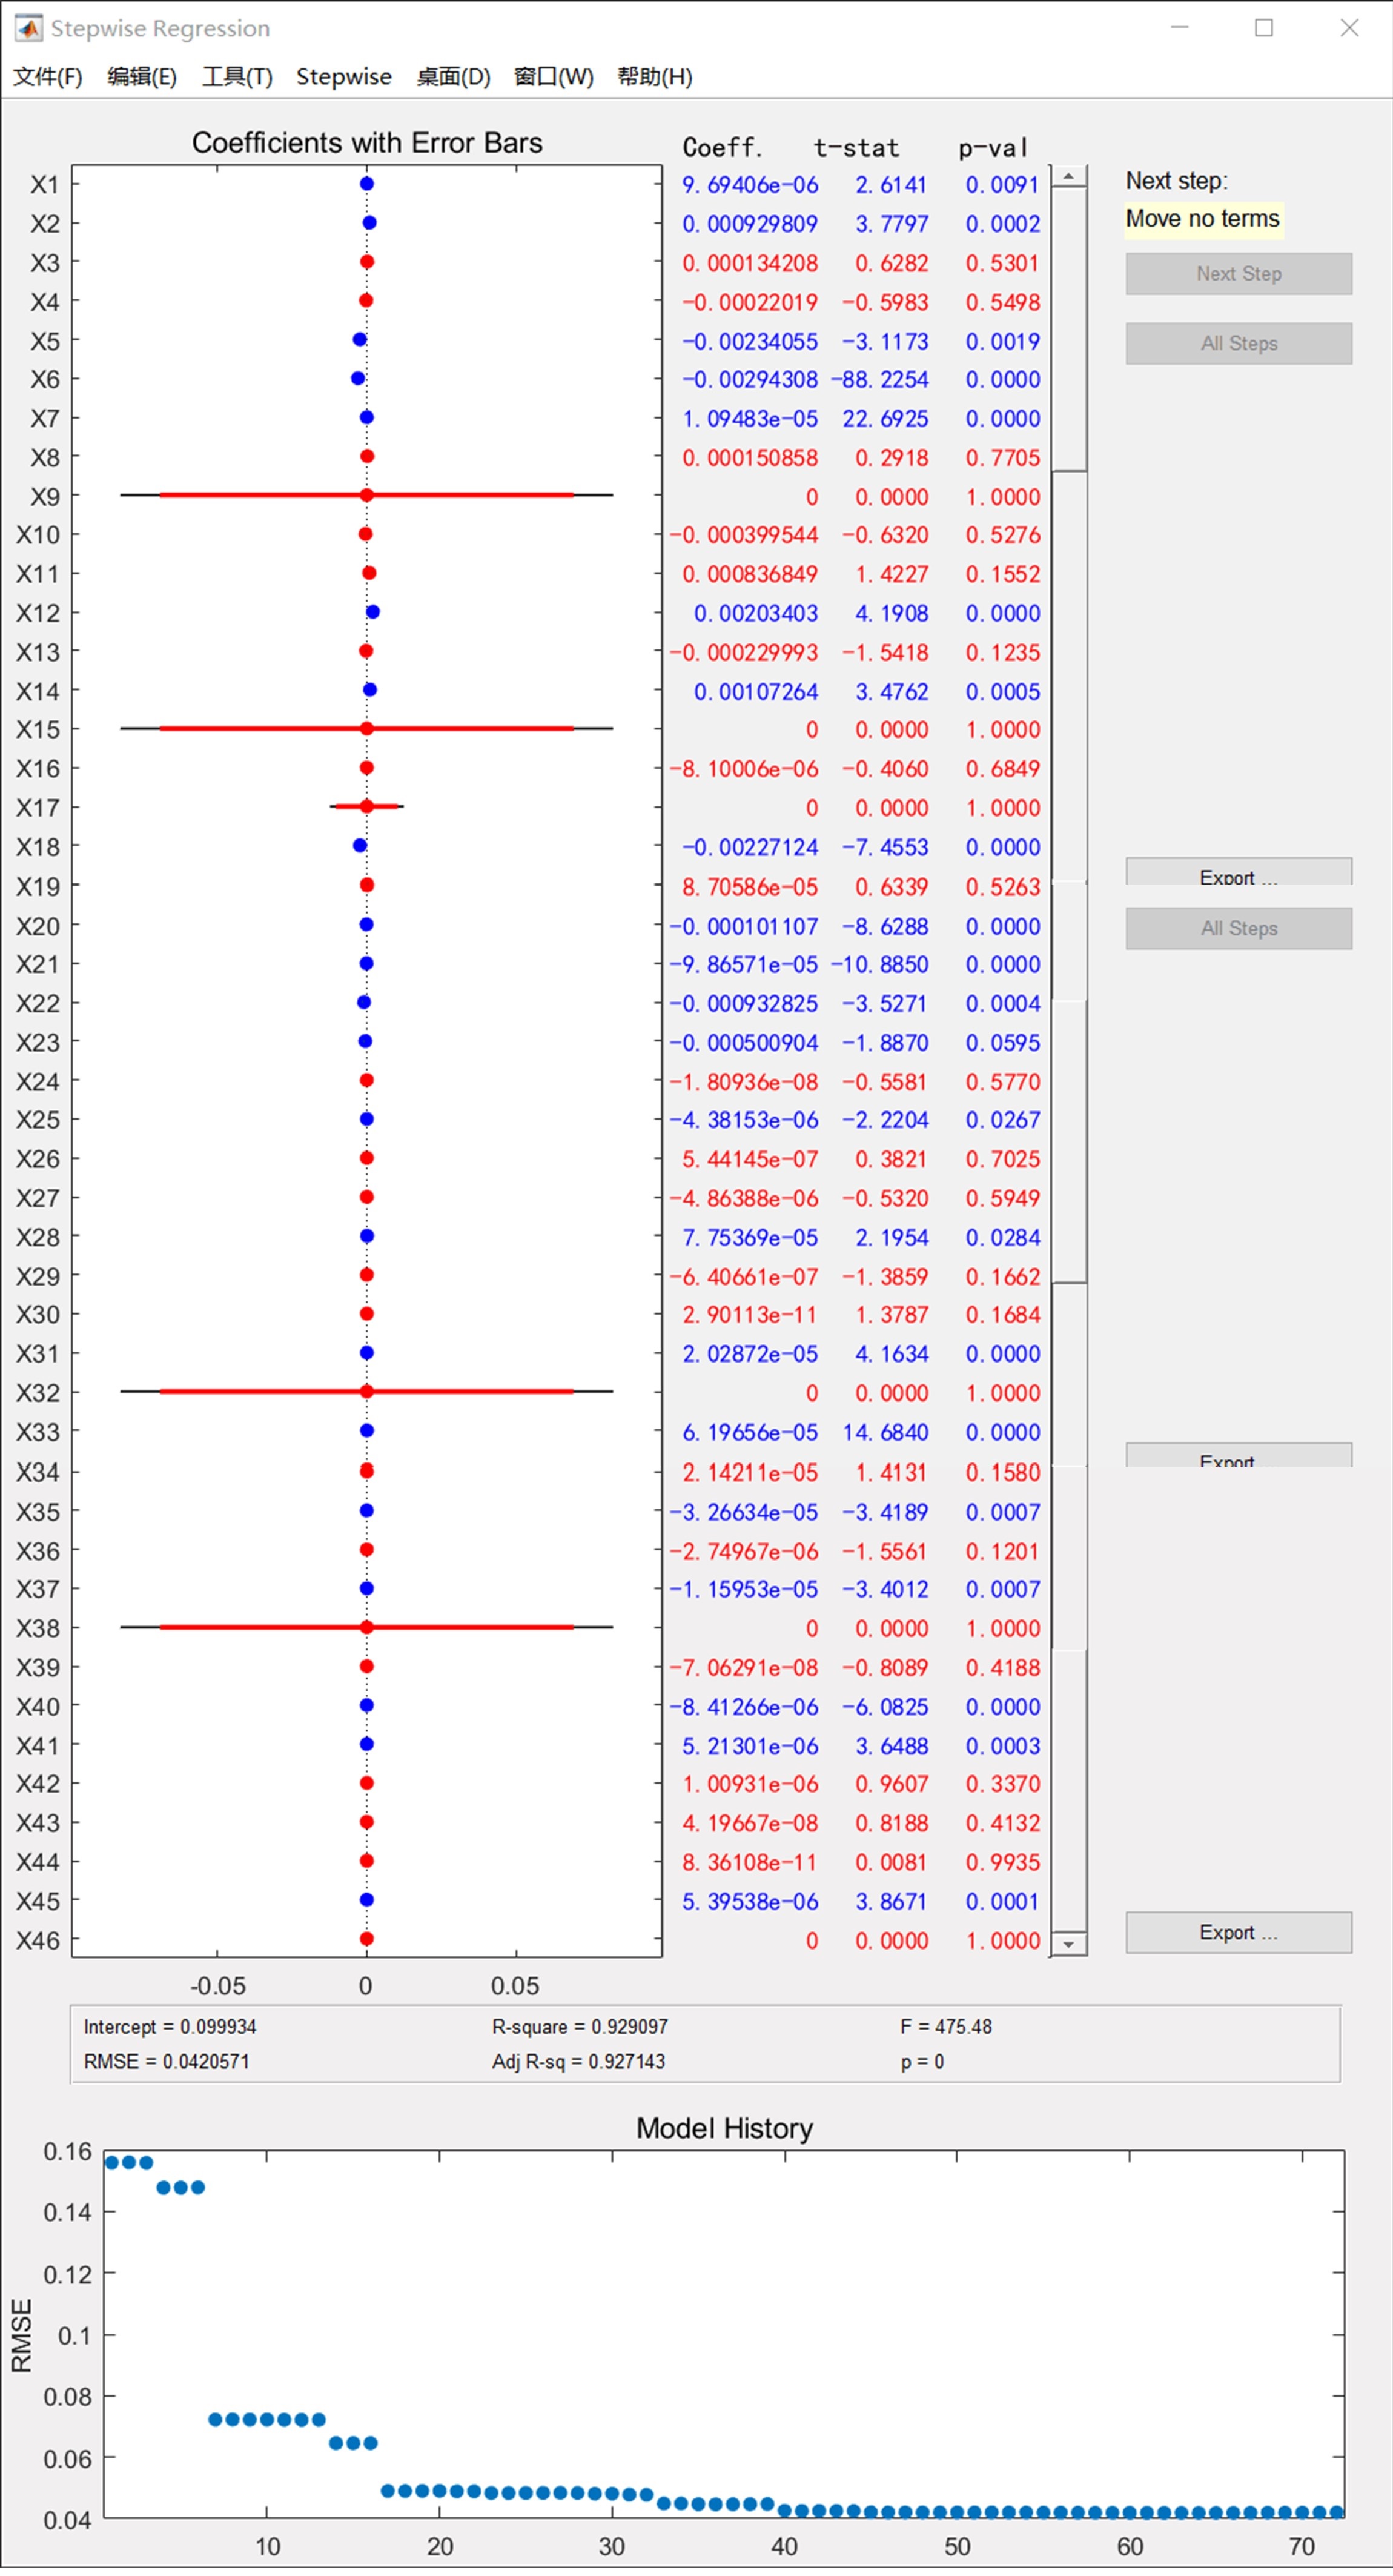 Stepwise Regression
文件(F) 编辑(E) 工具(T) Stepwise 桌面(D) 窗口(W) 帮助(H)
Coefficients with Error Bars Coeff. t-stat p-val
X1 9.69406e-06 2.6141 0.0091 Next step:
X2 0.000929809 3.7797 0.0002 Move no terms
X3 0.000134208 0.6282 0.5301 Next Step
X4 -0.00022019 -0.5983 0.5498
X5 -0.00234055 -3.1173 0.0019 All Steps
X6 -0.00294308 -88.2254 0.0000
X7 1.09483e-05 22.6925 0.0000
X8 0.000150858 0.2918 0.7705
X9 0 0.0000 1.0000
X10 -0.000399544 -0.6320 0.5276
X11 0.000836849 1.4227 0.1552
X12 0.00203403 4.1908 0.0000
X13 -0.000229993 -1.5418 0.1235
X14 0.00107264 3.4762 0.0005
X15 0 0.0000 1.0000
X16 -8.10006e-06 -0.4060 0.6849
X17 0 0.0000 1.0000
X18 -0.00227124 -7.4553 0.0000
X19 8.70586e-05 0.6339 0.5263 Export ...
X20 -0.000101107 -8.6288 0.0000 All Steps
X21 -9.86571e-05 -10.8850 0.0000
X22 -0.000932825 -3.5271 0.0004
X23 -0.000500904 -1.8870 0.0595
X24 -1.80936e-08 -0.5581 0.5770
X25 -4.38153e-06 -2.2204 0.0267
X26 5.44145e-07 0.3821 0.7025
X27 -4.86388e-06 -0.5320 0.5949
X28 7.75369e-05 2.1954 0.0284
X29 -6.40661e-07 -1.3859 0.1662
X30 2.90113e-11 1.3787 0.1684
X31 2.02872e-05 4.1634 0.0000
X32 0 0.0000 1.0000
X33 6.19656e-05 14.6840 0.0000
X34 2.14211e-05 1.4131 0.1580 Export
X35 -3.26634e-05 -3.4189 0.0007
X36 -2.74967e-06 -1.5561 0.1201
X37 -1.15953e-05 -3.4012 0.0007
X38 0 0.0000 1.0000
X39 -7.06291e-08 -0.8089 0.4188
X40 -8.41266e-06 -6.0825 0.0000
X41 5.21301e-06 3.6488 0.0003
X42 1.00931e-06 0.9607 0.3370
X43 4.19667e-08 0.8188 0.4132
X44 8.36108e-11 0.0081 0.9935
X45 5.39538e-06 3.8671 0.0001
X46 0 0.0000 1.0000 Export ...
-0.05 0 0.05
Intercept = 0.099934 R-square = 0.929097 F = 475.48
RMSE = 0.0420571 Adj R-sq = 0.927143 p = 0
Model History
0.16
0.14
0.12
0.1
0.08
0.06
0.04
RMSE
10 20 30 40 50 60 70